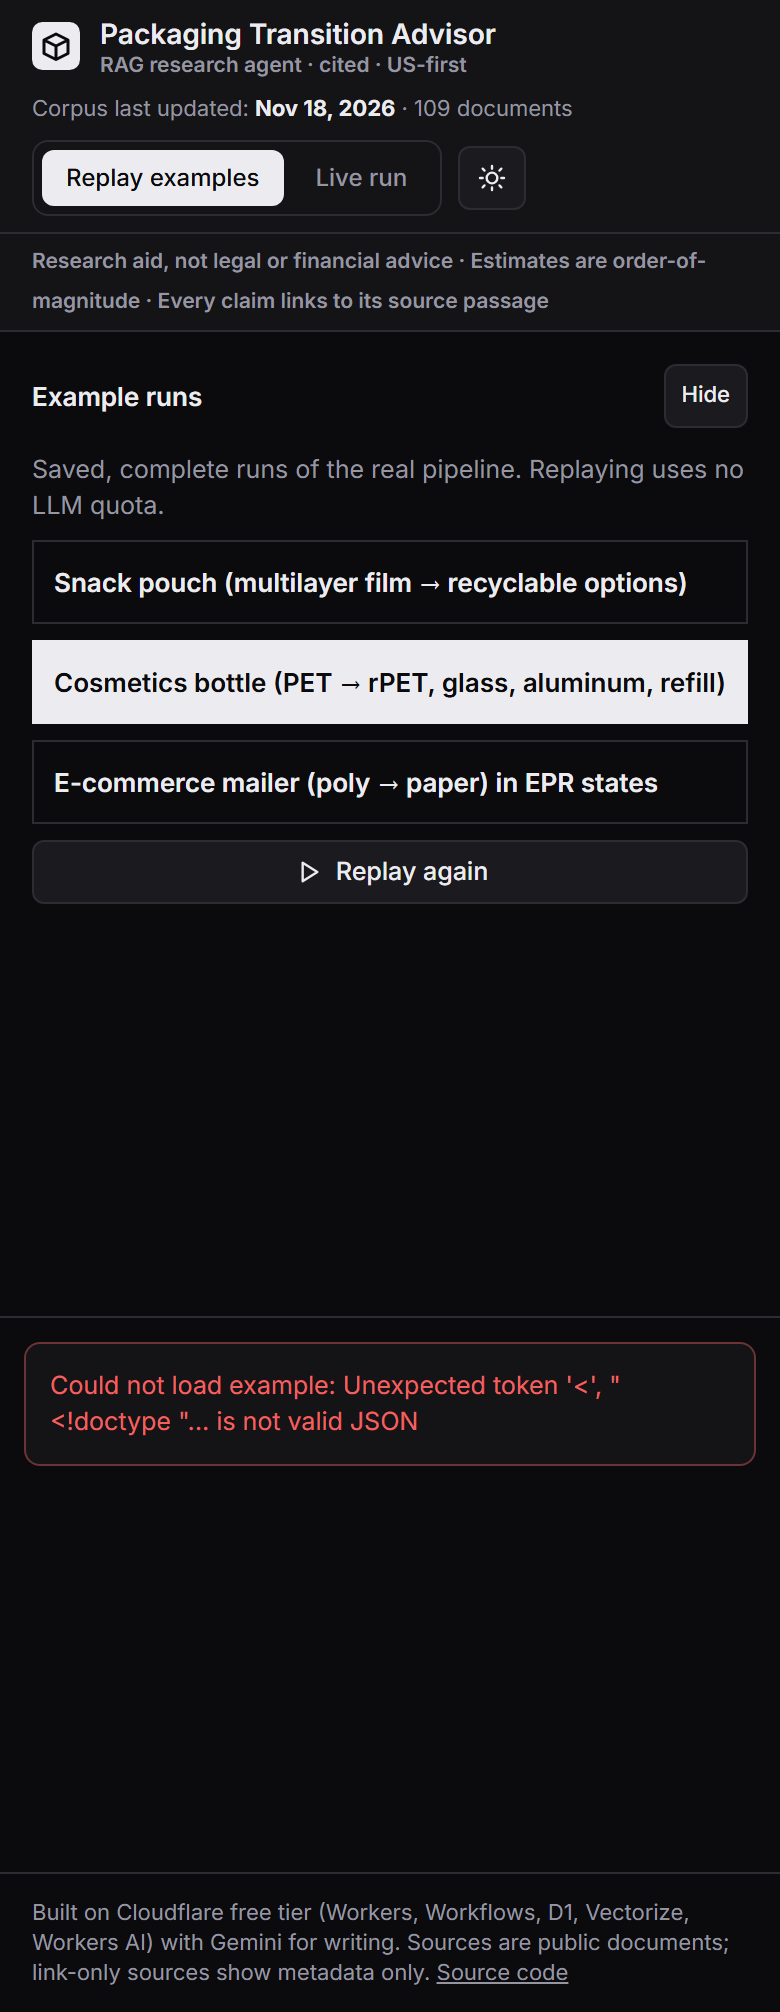 Packaging Transition Advisor
RAG research agent · cited · US-first
Corpus last updated: Nov 18, 2026 · 109 documents
Replay examples
Live run
Research aid, not legal or financial advice · Estimates are order-of-
magnitude · Every claim links to its source passage
Example runs
Hide
Saved, complete runs of the real pipeline. Replaying uses no
LLM quota.
Snack pouch (multilayer film → recyclable options)
Cosmetics bottle (PET → rPET, glass, aluminum, refill)
E-commerce mailer (poly → paper) in EPR states
Replay again
Could not load example: Unexpected token '<', "
<!doctype "... is not valid JSON
Built on Cloudflare free tier (Workers, Workflows, D1, Vectorize,
Workers AI) with Gemini for writing. Sources are public documents;
link-only sources show metadata only. Source code